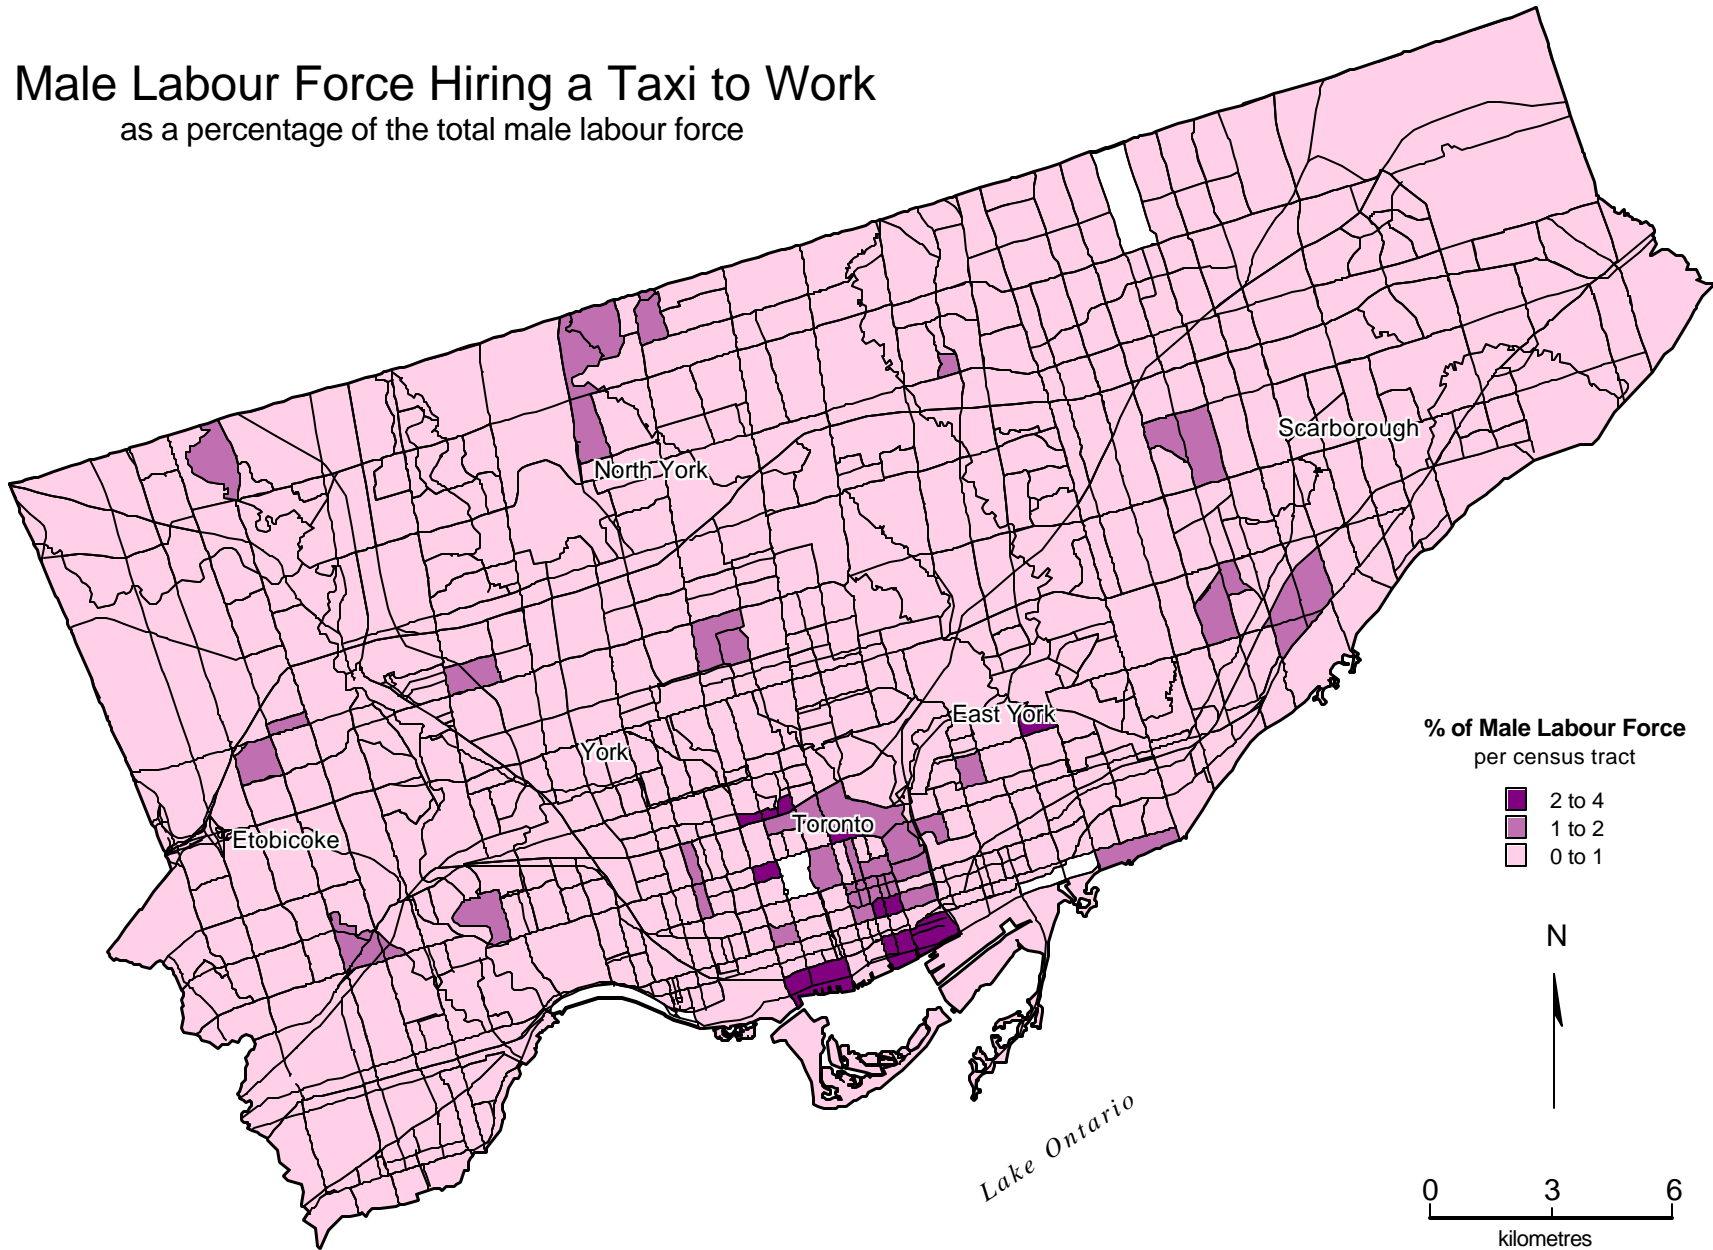 Male Labour Force Hiring a Taxi to Work
as a percentage of the total male labour force
Scarborough
North York
East York
York
Toronto
Etobicoke
% of Male Labour Force
per census tract
2 to 4
1 to 2
0 to 1
N
Lake Ontario
0 3 6
kilometres